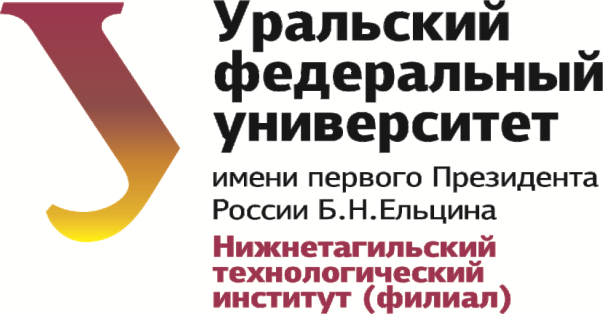 Уральский
федеральный
университет
имени первого Президента
России Б.Н.Ельцина
Нижнетагильский
технологический
институт (филиал)